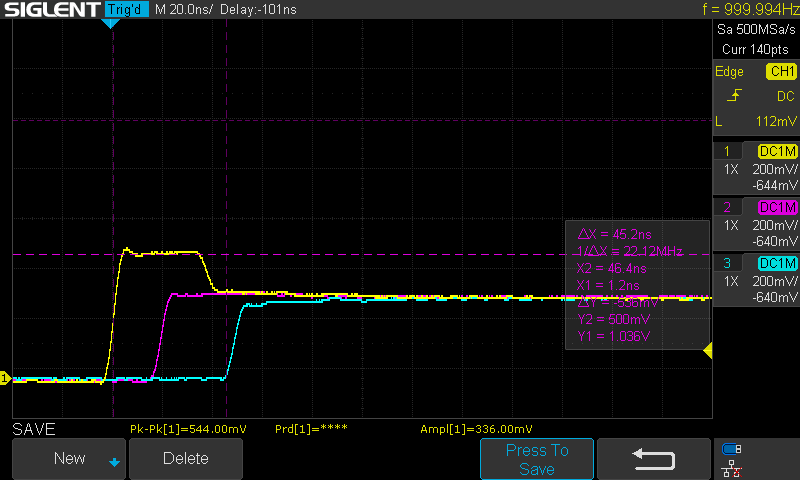 SIGLENT Trig'd M 20.0ns/ Delay:-101ns f = 999.994Hz
Sa 500MSa/s
Curr 140pts
Edge CH1
DC
L 112mV
1 DC1M
1X 200mV/
-644mV
2 DC1M
1X 200mV/
-640mV
3 DC1M
1X 200mV/
-640mV
ΔX = 45.2ns
1/ΔX = 22.12MHz
X2 = 46.4ns
X1 = 1.2ns
ΔY = -536mV
Y2 = 500mV
Y1 = 1.036V
1
SAVE Pk-Pk[1]=544.00mV Prd[1]=**** Ampl[1]=336.00mV
New Delete Press To
Save